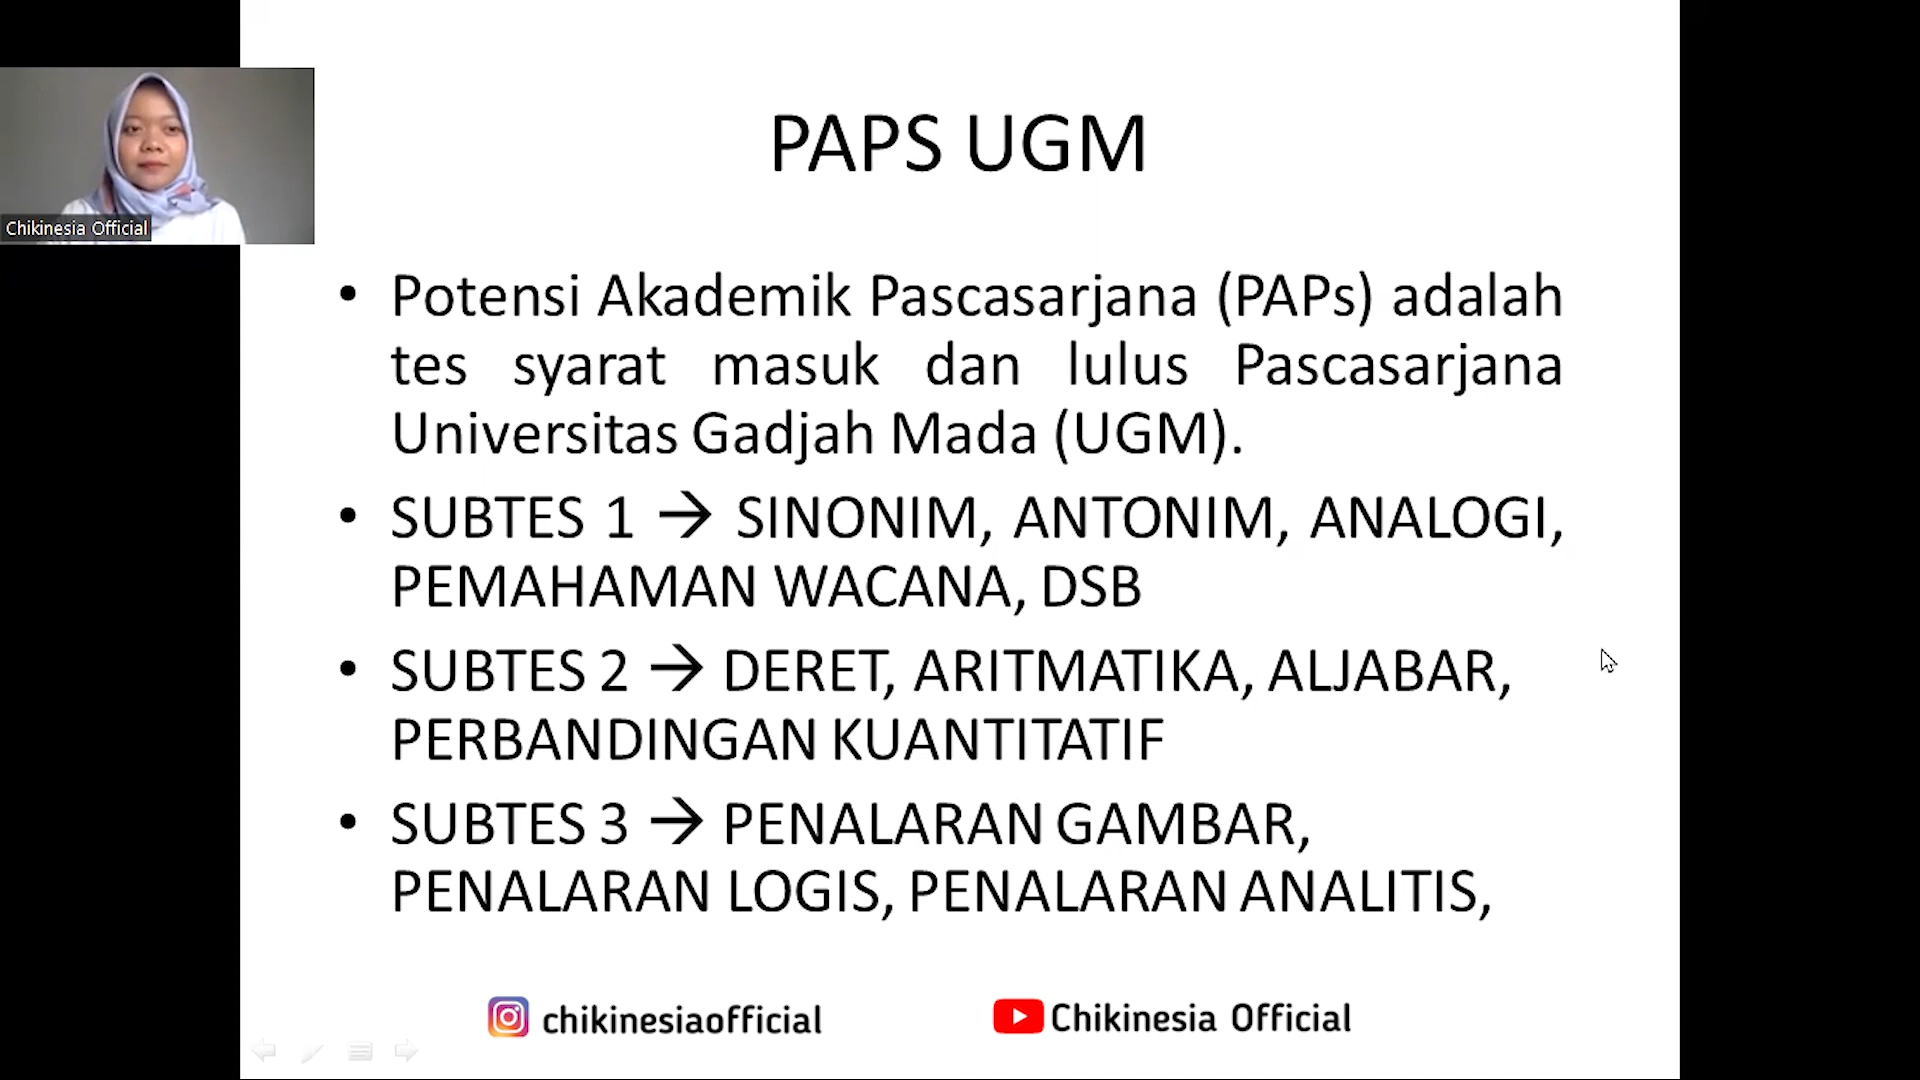 PAPS UGM
Chikinesia Official
• Potensi Akademik Pascasarjana (PAPs) adalah
tes syarat masuk dan lulus Pascasarjana
Universitas Gadjah Mada (UGM).
• SUBTES 1 → SINONIM, ANTONIM, ANALOGI,
PEMAHAMAN WACANA, DSB
• SUBTES 2 → DERET, ARITMATIKA, ALJABAR,
PERBANDINGAN KUANTITATIF
• SUBTES 3 → PENALARAN GAMBAR,
PENALARAN LOGIS, PENALARAN ANALITIS,
chikinesiaofficial
Chikinesia Official